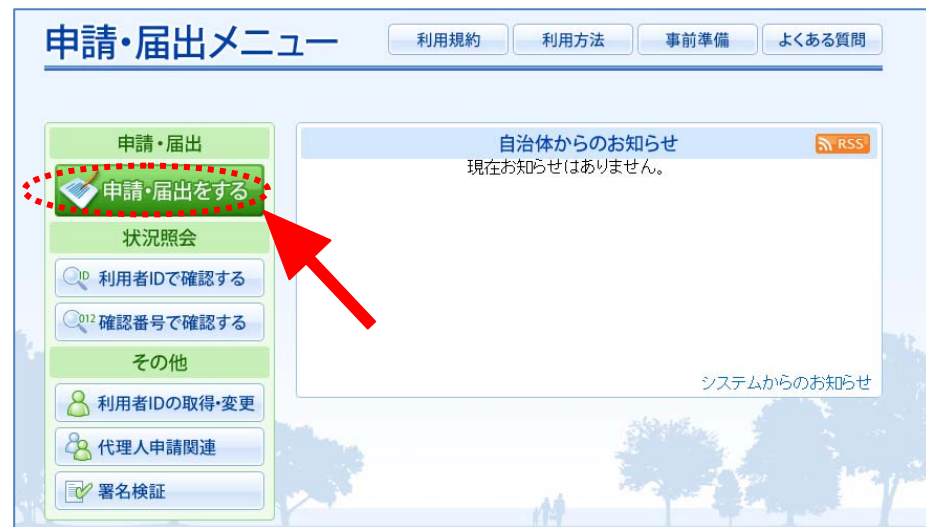 申請・届出メニュー
利用規約
利用方法
事前準備
よくある質問
申請・届出
申請・届出をする
状況照会
ID 利用者IDで確認する
012 確認番号で確認する
その他
利用者IDの取得・変更
代理人申請関連
署名検証
自治体からのお知らせ
RSS
現在お知らせはありません。
システムからのお知らせ